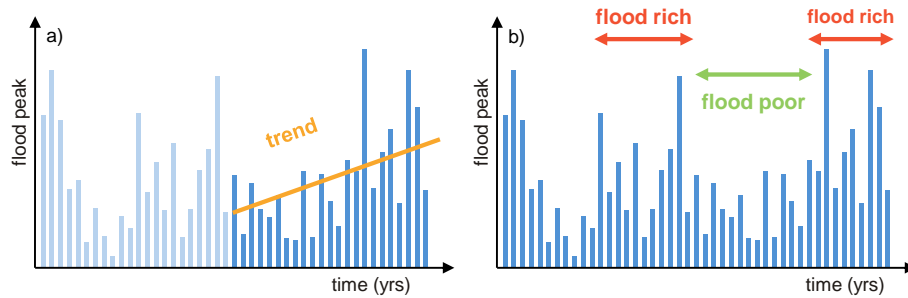 a)
flood peak
trend
time (yrs)
b)
flood rich
flood rich
flood poor
flood peak
time (yrs)